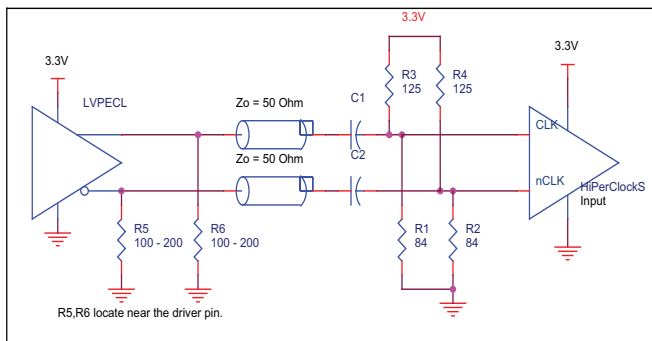 3.3V
3.3V
3.3V
LVPECL
R3
125
R4
125
Zo = 50 Ohm
C1
CLK
Zo = 50 Ohm
C2
nCLK
HiPerClockS
Input
R5
100 - 200
R6
100 - 200
R1
84
R2
84
R5,R6 locate near the driver pin.